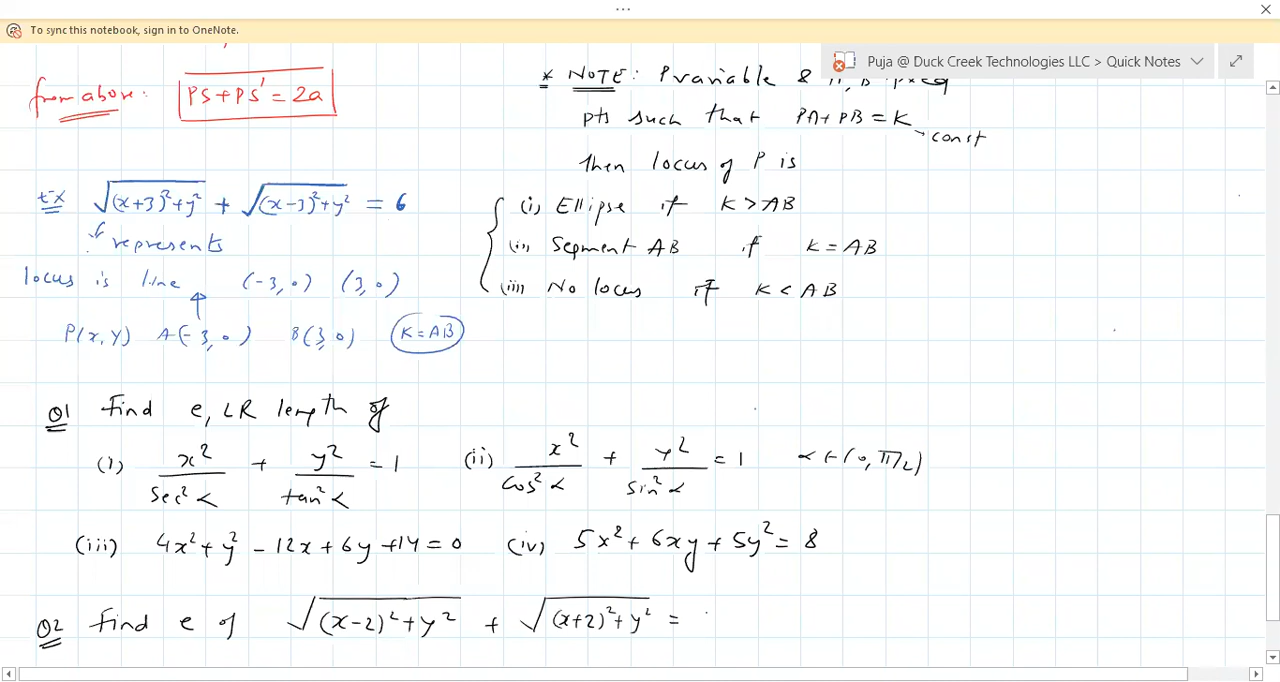 To sync this notebook, sign in to OneNote.
Puja @ Duck Creek Technologies LLC > Quick Notes
from above: PS + PS' = 2a
* NOTE: P variable &
pts such that PA + PB = K → const
then locus of P is
(i) Ellipse if K > AB
(ii) Segment AB if K = AB
(iii) No locus if K < AB
Ex √(x+3)²+y² + √(x-3)²+y² = 6
represents
locus is line (-3, 0) (3, 0)
P(x, y) A(-3, 0) B(3, 0) K = AB
Q1 Find e, LR length of
(i) x²/sec²α + y²/tan²α = 1 (ii) x²/cos²α + y²/sin²α = 1 α ∈ (0, π/2)
(iii) 4x² + y² - 12x + 6y + 14 = 0 (iv) 5x² + 6xy + 5y² = 8
Q2 Find e of √(x-2)²+y² + √(x+2)²+y² =